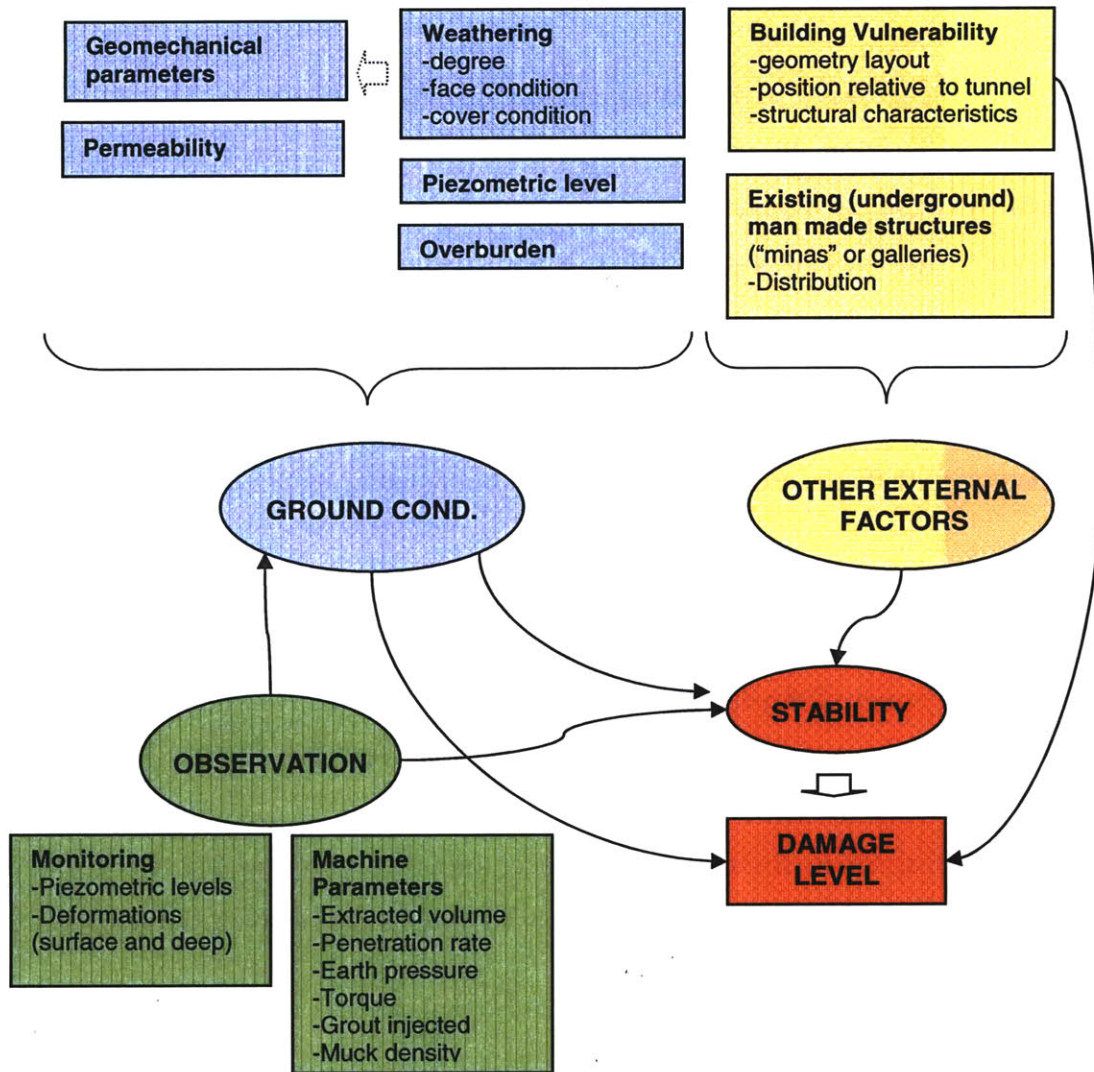 Geomechanical
parameters
Permeability
Weathering
-degree
-face condition
-cover condition
Piezometric level
Overburden
Building Vulnerability
-geometry layout
-position relative to tunnel
-structural characteristics
Existing (underground)
man made structures
(“minas” or galleries)
-Distribution
GROUND COND.
OTHER EXTERNAL
FACTORS
STABILITY
OBSERVATION
DAMAGE
LEVEL
Monitoring
-Piezometric levels
-Deformations
(surface and deep)
Machine
Parameters
-Extracted volume
-Penetration rate
-Earth pressure
-Torque
-Grout injected
-Muck density